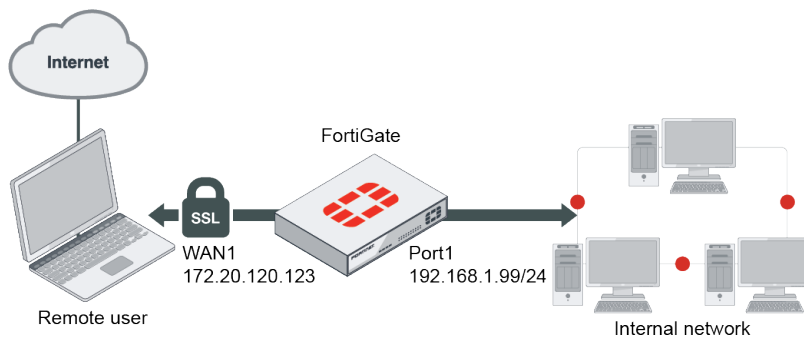 Internet
FortiGate
SSL
WAN1
172.20.120.123
Port1
192.168.1.99/24
Remote user
Internal network